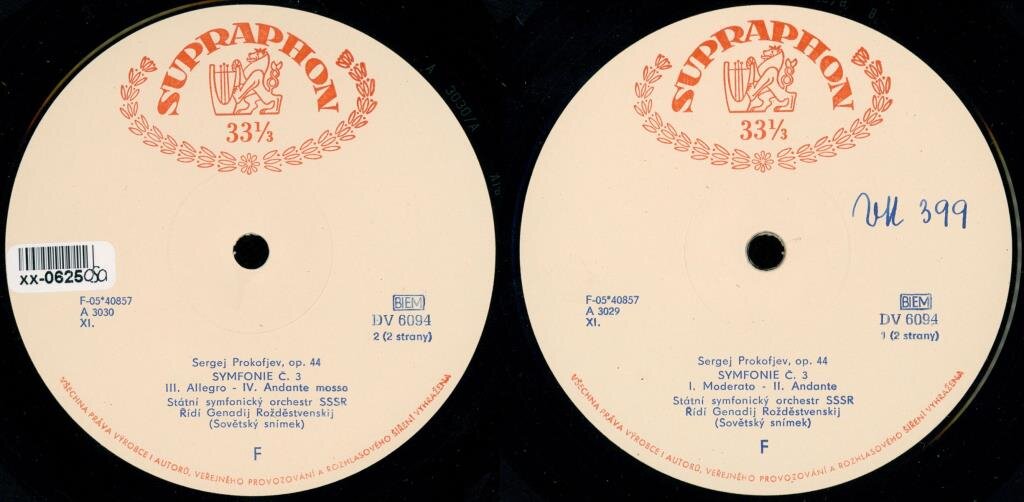 SUPRAPHON
33⅓
A 3030/A
xx-0625
F-05*40857
A 3030
XI.
BIEM
DV 6094
2 (2 strany)
Sergej Prokofjev, op. 44
SYMFONIE Č. 3
III. Allegro - IV. Andante mosso
Státní symfonický orchestr SSSR
Řídí Genadij Rožděstvenskij
(Sovětský snímek)
F
VŠECHNA PRÁVA VÝROBCE I AUTORŮ, VEŘEJNÉHO PROVOZOVÁNÍ A ROZHLASOVÉHO ŠÍŘENÍ VYHRAŽENA
SUPRAPHON
33⅓
VK 399
F-05*40857
A 3029
XI.
BIEM
DV 6094
1 (2 strany)
Sergej Prokofjev, op. 44
SYMFONIE Č. 3
I. Moderato - II. Andante
Státní symfonický orchestr SSSR
Řídí Genadij Rožděstvenskij
(Sovětský snímek)
F
VŠECHNA PRÁVA VÝROBCE I AUTORŮ, VEŘEJNÉHO PROVOZOVÁNÍ A ROZHLASOVÉHO ŠÍŘENÍ VYHRAŽENA